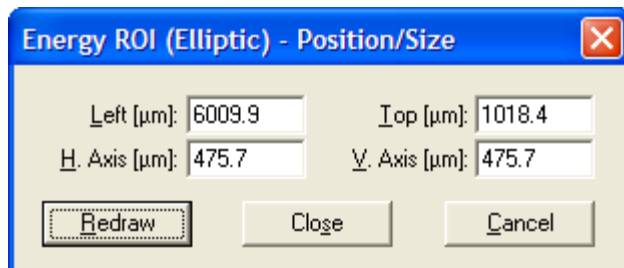 Energy ROI (Elliptic) - Position/Size
Left [µm]: 6009.9 Top [µm]: 1018.4
H. Axis [µm]: 475.7 V. Axis [µm]: 475.7
Redraw Close Cancel